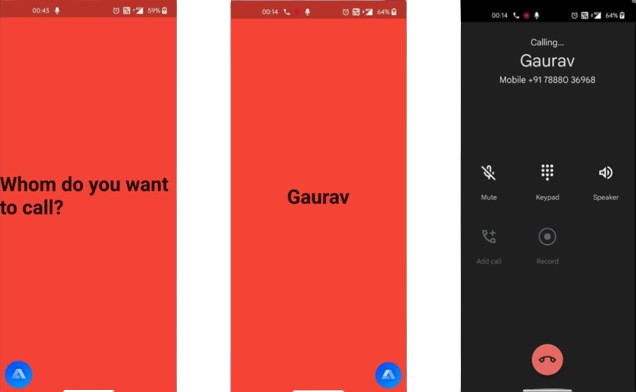 00:43
59%
Whom do you want
to call?
00:14
64%
Gaurav
00:14
64%
Calling...
Gaurav
Mobile +91 78880 36968
Mute
Keypad
Speaker
Add call
Record